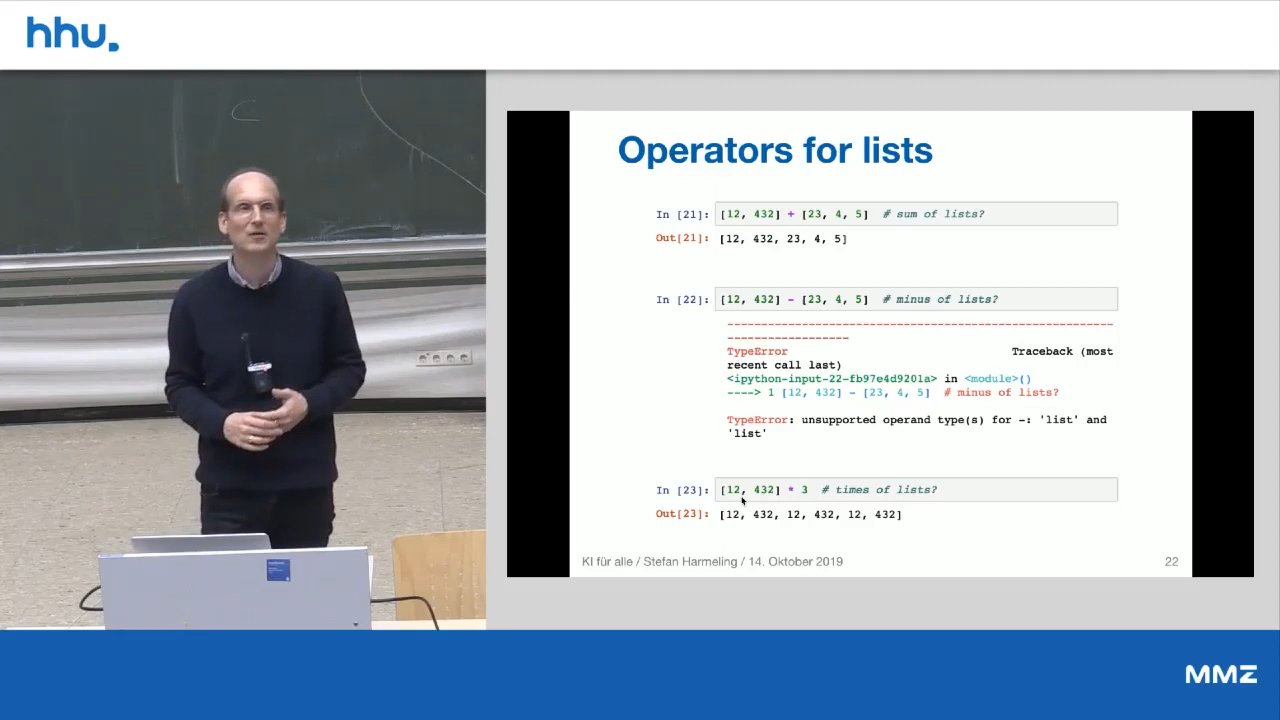 hhu.
Operators for lists
In [21]: [12, 432] + [23, 4, 5] # sum of lists?
Out[21]: [12, 432, 23, 4, 5]
In [22]: [12, 432] - [23, 4, 5] # minus of lists?
---------------------------------------------------------
------------------
TypeError Traceback (most
recent call last)
<ipython-input-22-fb97e4d9201a> in <module>()
----> 1 [12, 432] - [23, 4, 5] # minus of lists?
TypeError: unsupported operand type(s) for -: 'list' and
'list'
In [23]: [12, 432] * 3 # times of lists?
Out[23]: [12, 432, 12, 432, 12, 432]
KI für alle / Stefan Harmeling / 14. Oktober 2019 22
MMZ